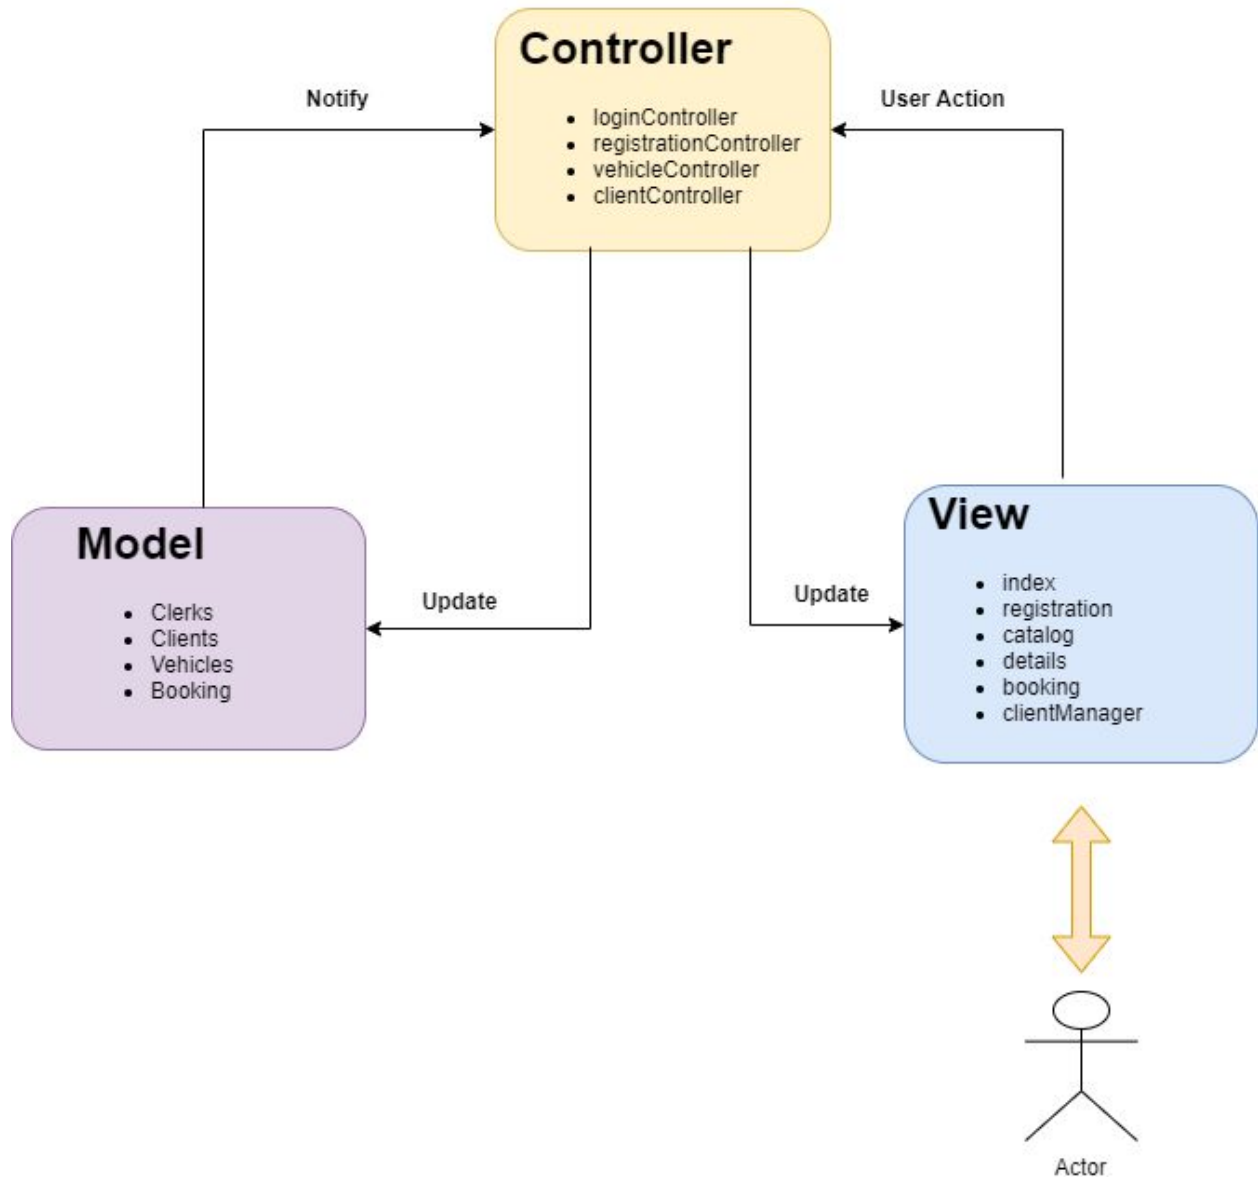 Controller
• loginController
• registrationController
• vehicleController
• clientController
Notify
User Action
Model
• Clerks
• Clients
• Vehicles
• Booking
Update
Update
View
• index
• registration
• catalog
• details
• booking
• clientManager
Actor